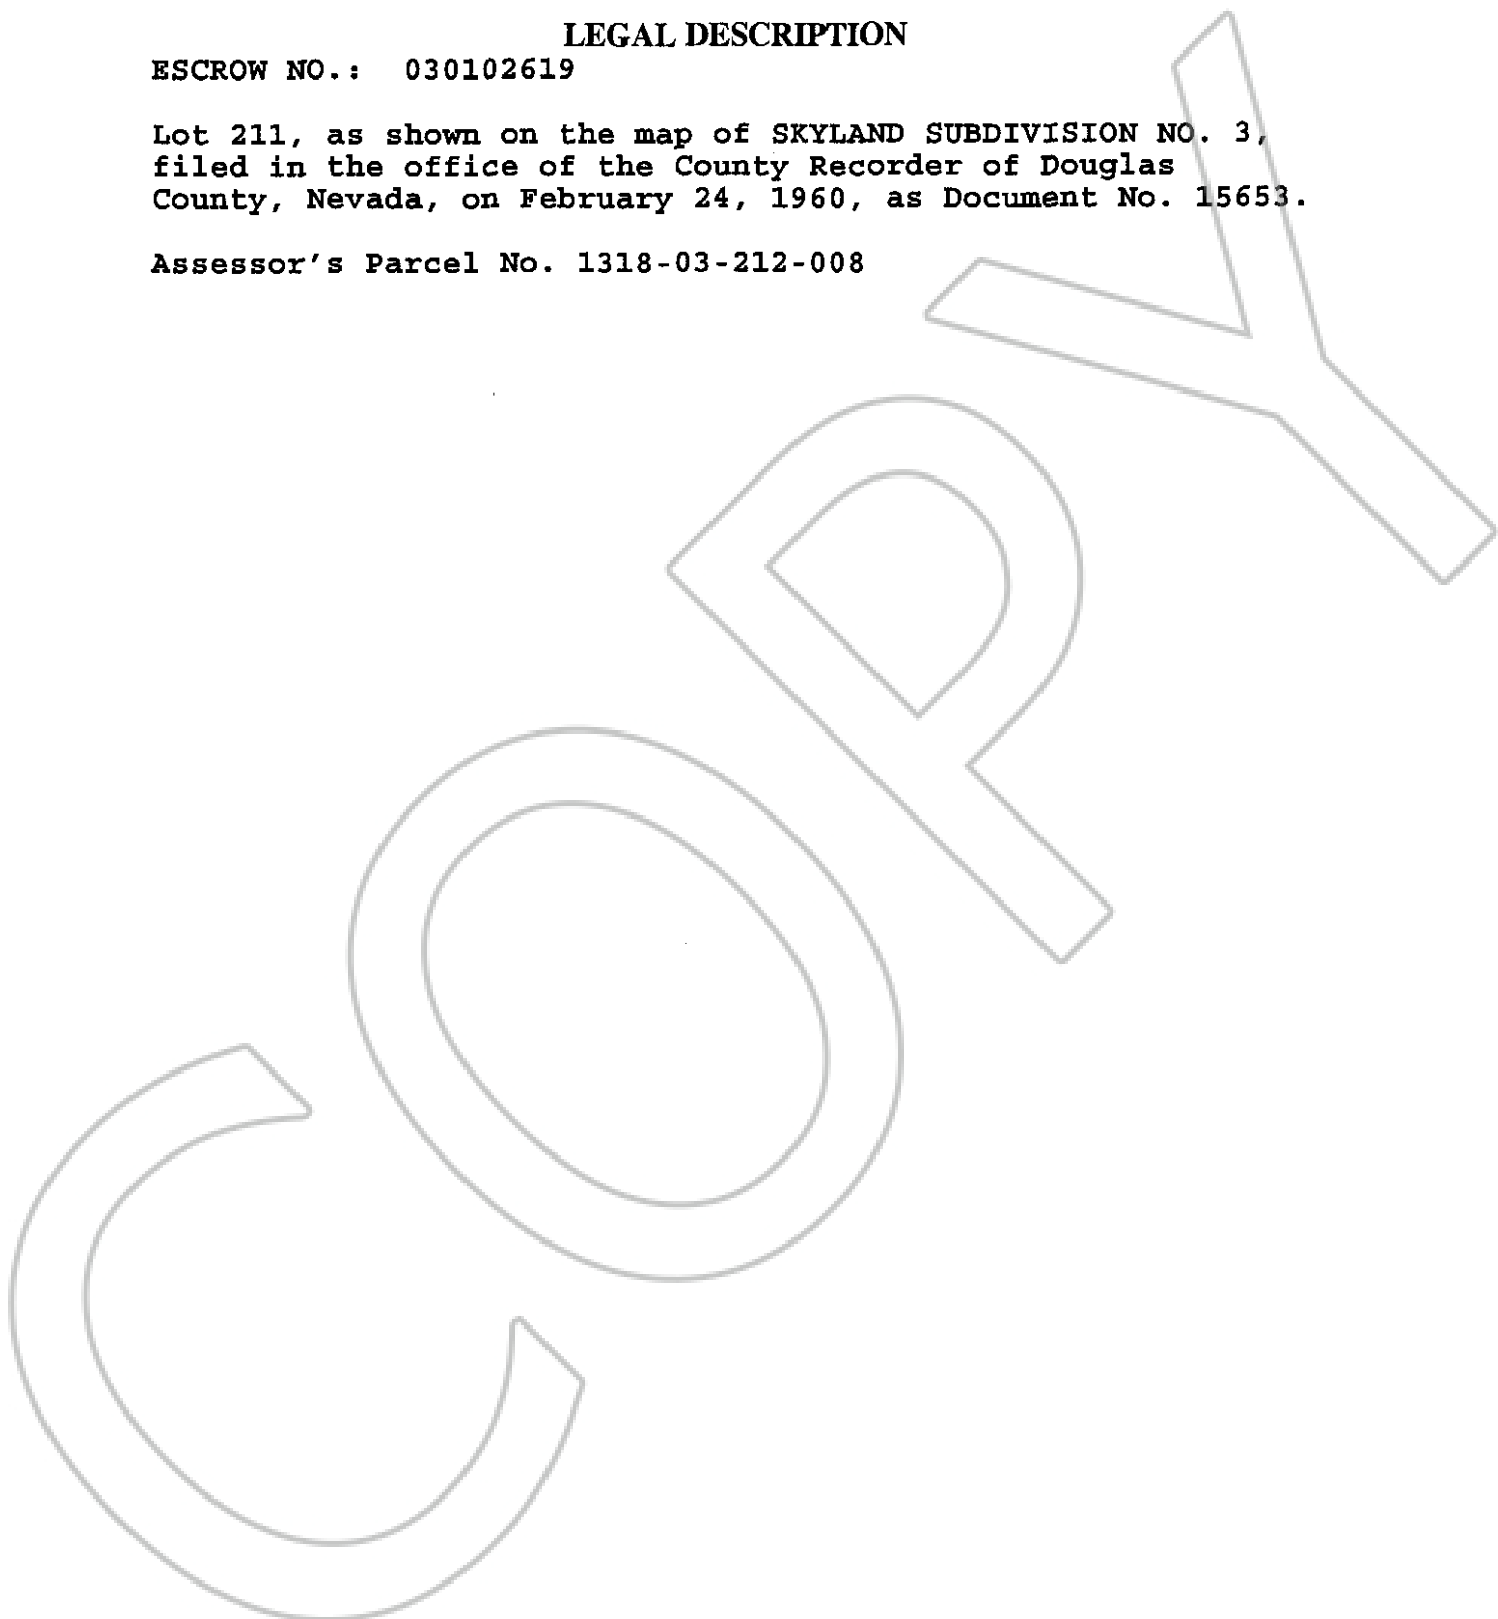 LEGAL DESCRIPTION
ESCROW NO.: 030102619
Lot 211, as shown on the map of SKYLAND SUBDIVISION NO. 3,
filed in the office of the County Recorder of Douglas
County, Nevada, on February 24, 1960, as Document No. 15653.
Assessor's Parcel No. 1318-03-212-008
COPY